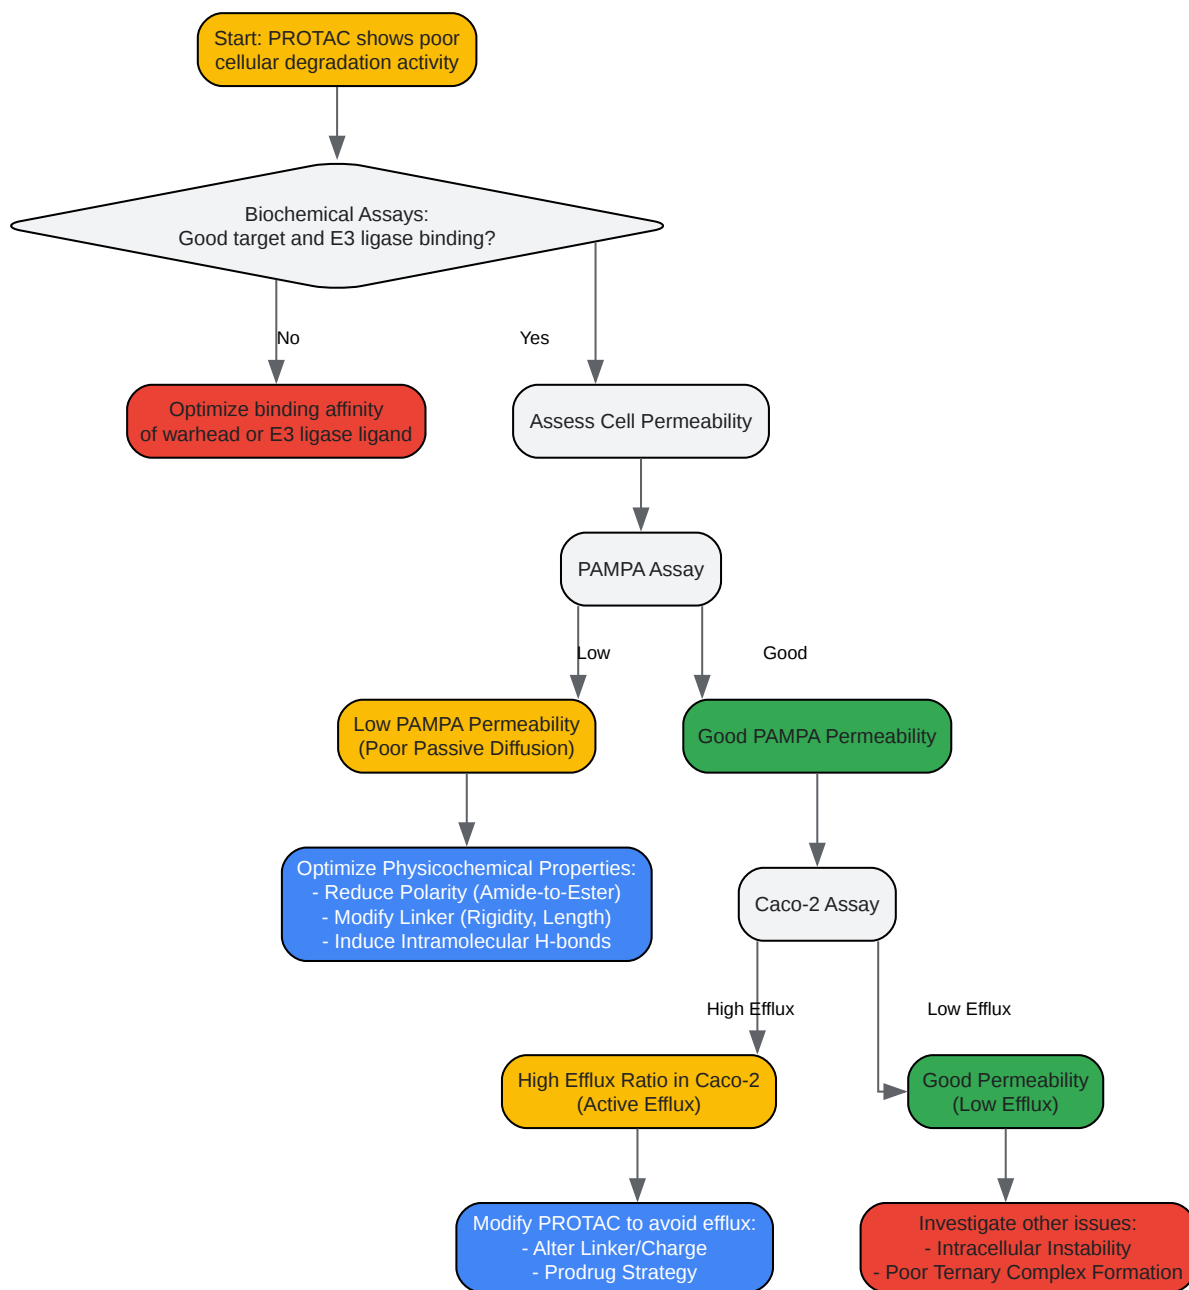 Start: PROTAC shows poor
cellular degradation activity
Biochemical Assays:
Good target and E3 ligase binding?
No
Yes
Optimize binding affinity
of warhead or E3 ligase ligand
Assess Cell Permeability
PAMPA Assay
Low
Good
Low PAMPA Permeability
(Poor Passive Diffusion)
Good PAMPA Permeability
Optimize Physicochemical Properties:
- Reduce Polarity (Amide-to-Ester)
- Modify Linker (Rigidity, Length)
- Induce Intramolecular H-bonds
Caco-2 Assay
High Efflux
Low Efflux
High Efflux Ratio in Caco-2
(Active Efflux)
Good Permeability
(Low Efflux)
Modify PROTAC to avoid efflux:
- Alter Linker/Charge
- Prodrug Strategy
Investigate other issues:
- Intracellular Instability
- Poor Ternary Complex Formation